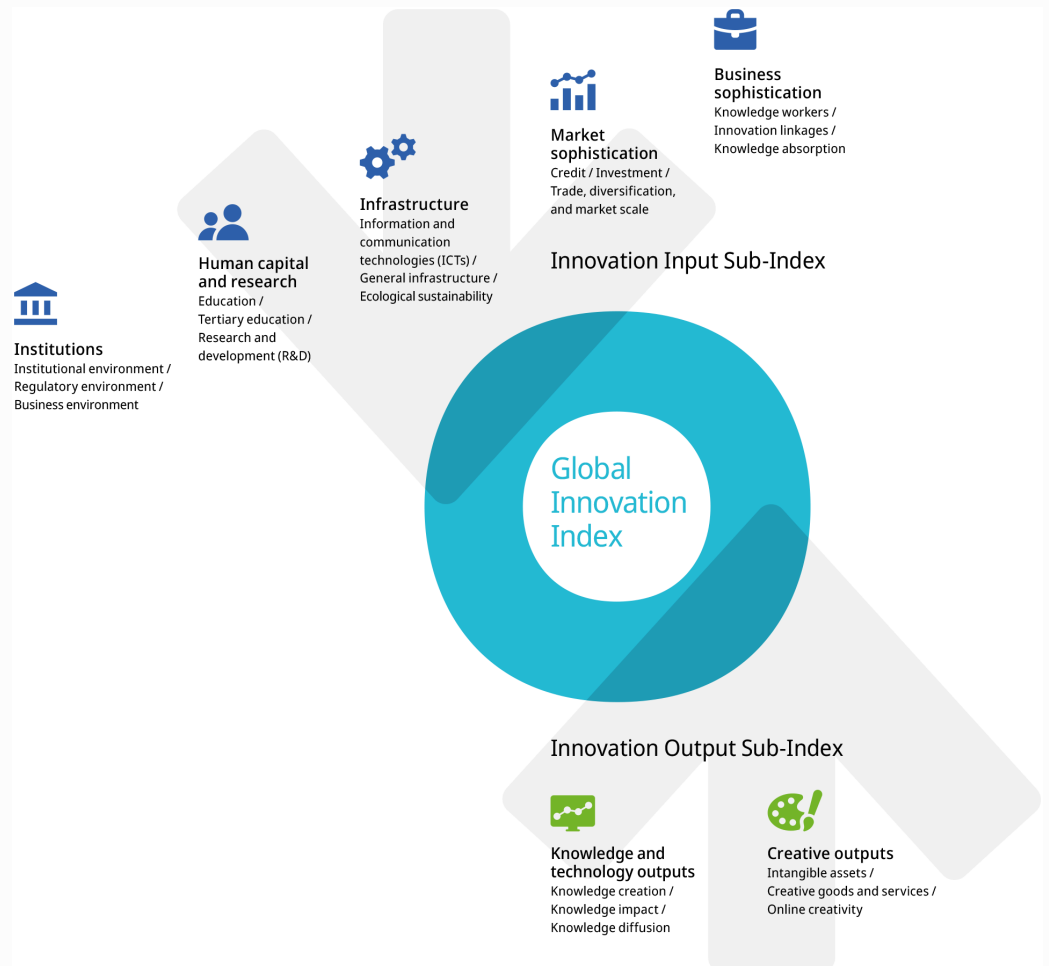 Business
sophistication
Knowledge workers /
Innovation linkages /
Knowledge absorption
Market
sophistication
Credit / Investment /
Trade, diversification,
and market scale
Infrastructure
Information and
communication
technologies (ICTs) /
General infrastructure /
Ecological sustainability
Human capital
and research
Education /
Tertiary education /
Research and
development (R&D)
Institutions
Institutional environment /
Regulatory environment /
Business environment
Innovation Input Sub-Index
Global
Innovation
Index
Innovation Output Sub-Index
Knowledge and
technology outputs
Knowledge creation /
Knowledge impact /
Knowledge diffusion
Creative outputs
Intangible assets /
Creative goods and services /
Online creativity